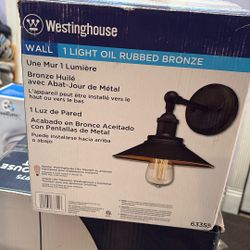 Westinghouse
WALL 1 LIGHT OIL RUBBED BRONZE
Une Mur 1 Lumière
Bronze Huilé
avec Abat-Jour de Métal
L'appareil peut être installé vers le
haut ou vers le bas
1 Luz de Pared
Acabado en Bronce Aceitado
con Pantallas de Metal
Puede instalarse hacia arriba
o abajo
63355